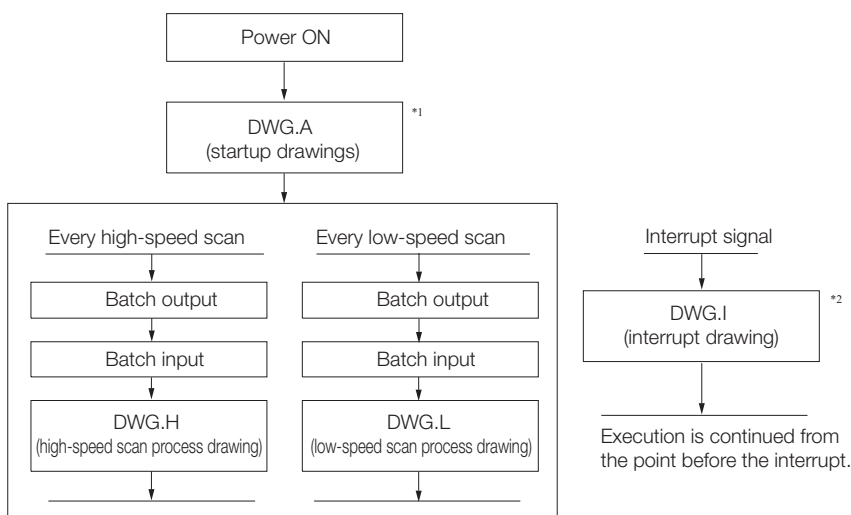 Power ON
DWG.A
(startup drawings)
*1
Every high-speed scan
Batch output
Batch input
DWG.H
(high-speed scan process drawing)
Every low-speed scan
Batch output
Batch input
DWG.L
(low-speed scan process drawing)
Interrupt signal
DWG.I
(interrupt drawing)
*2
Execution is continued from
the point before the interrupt.